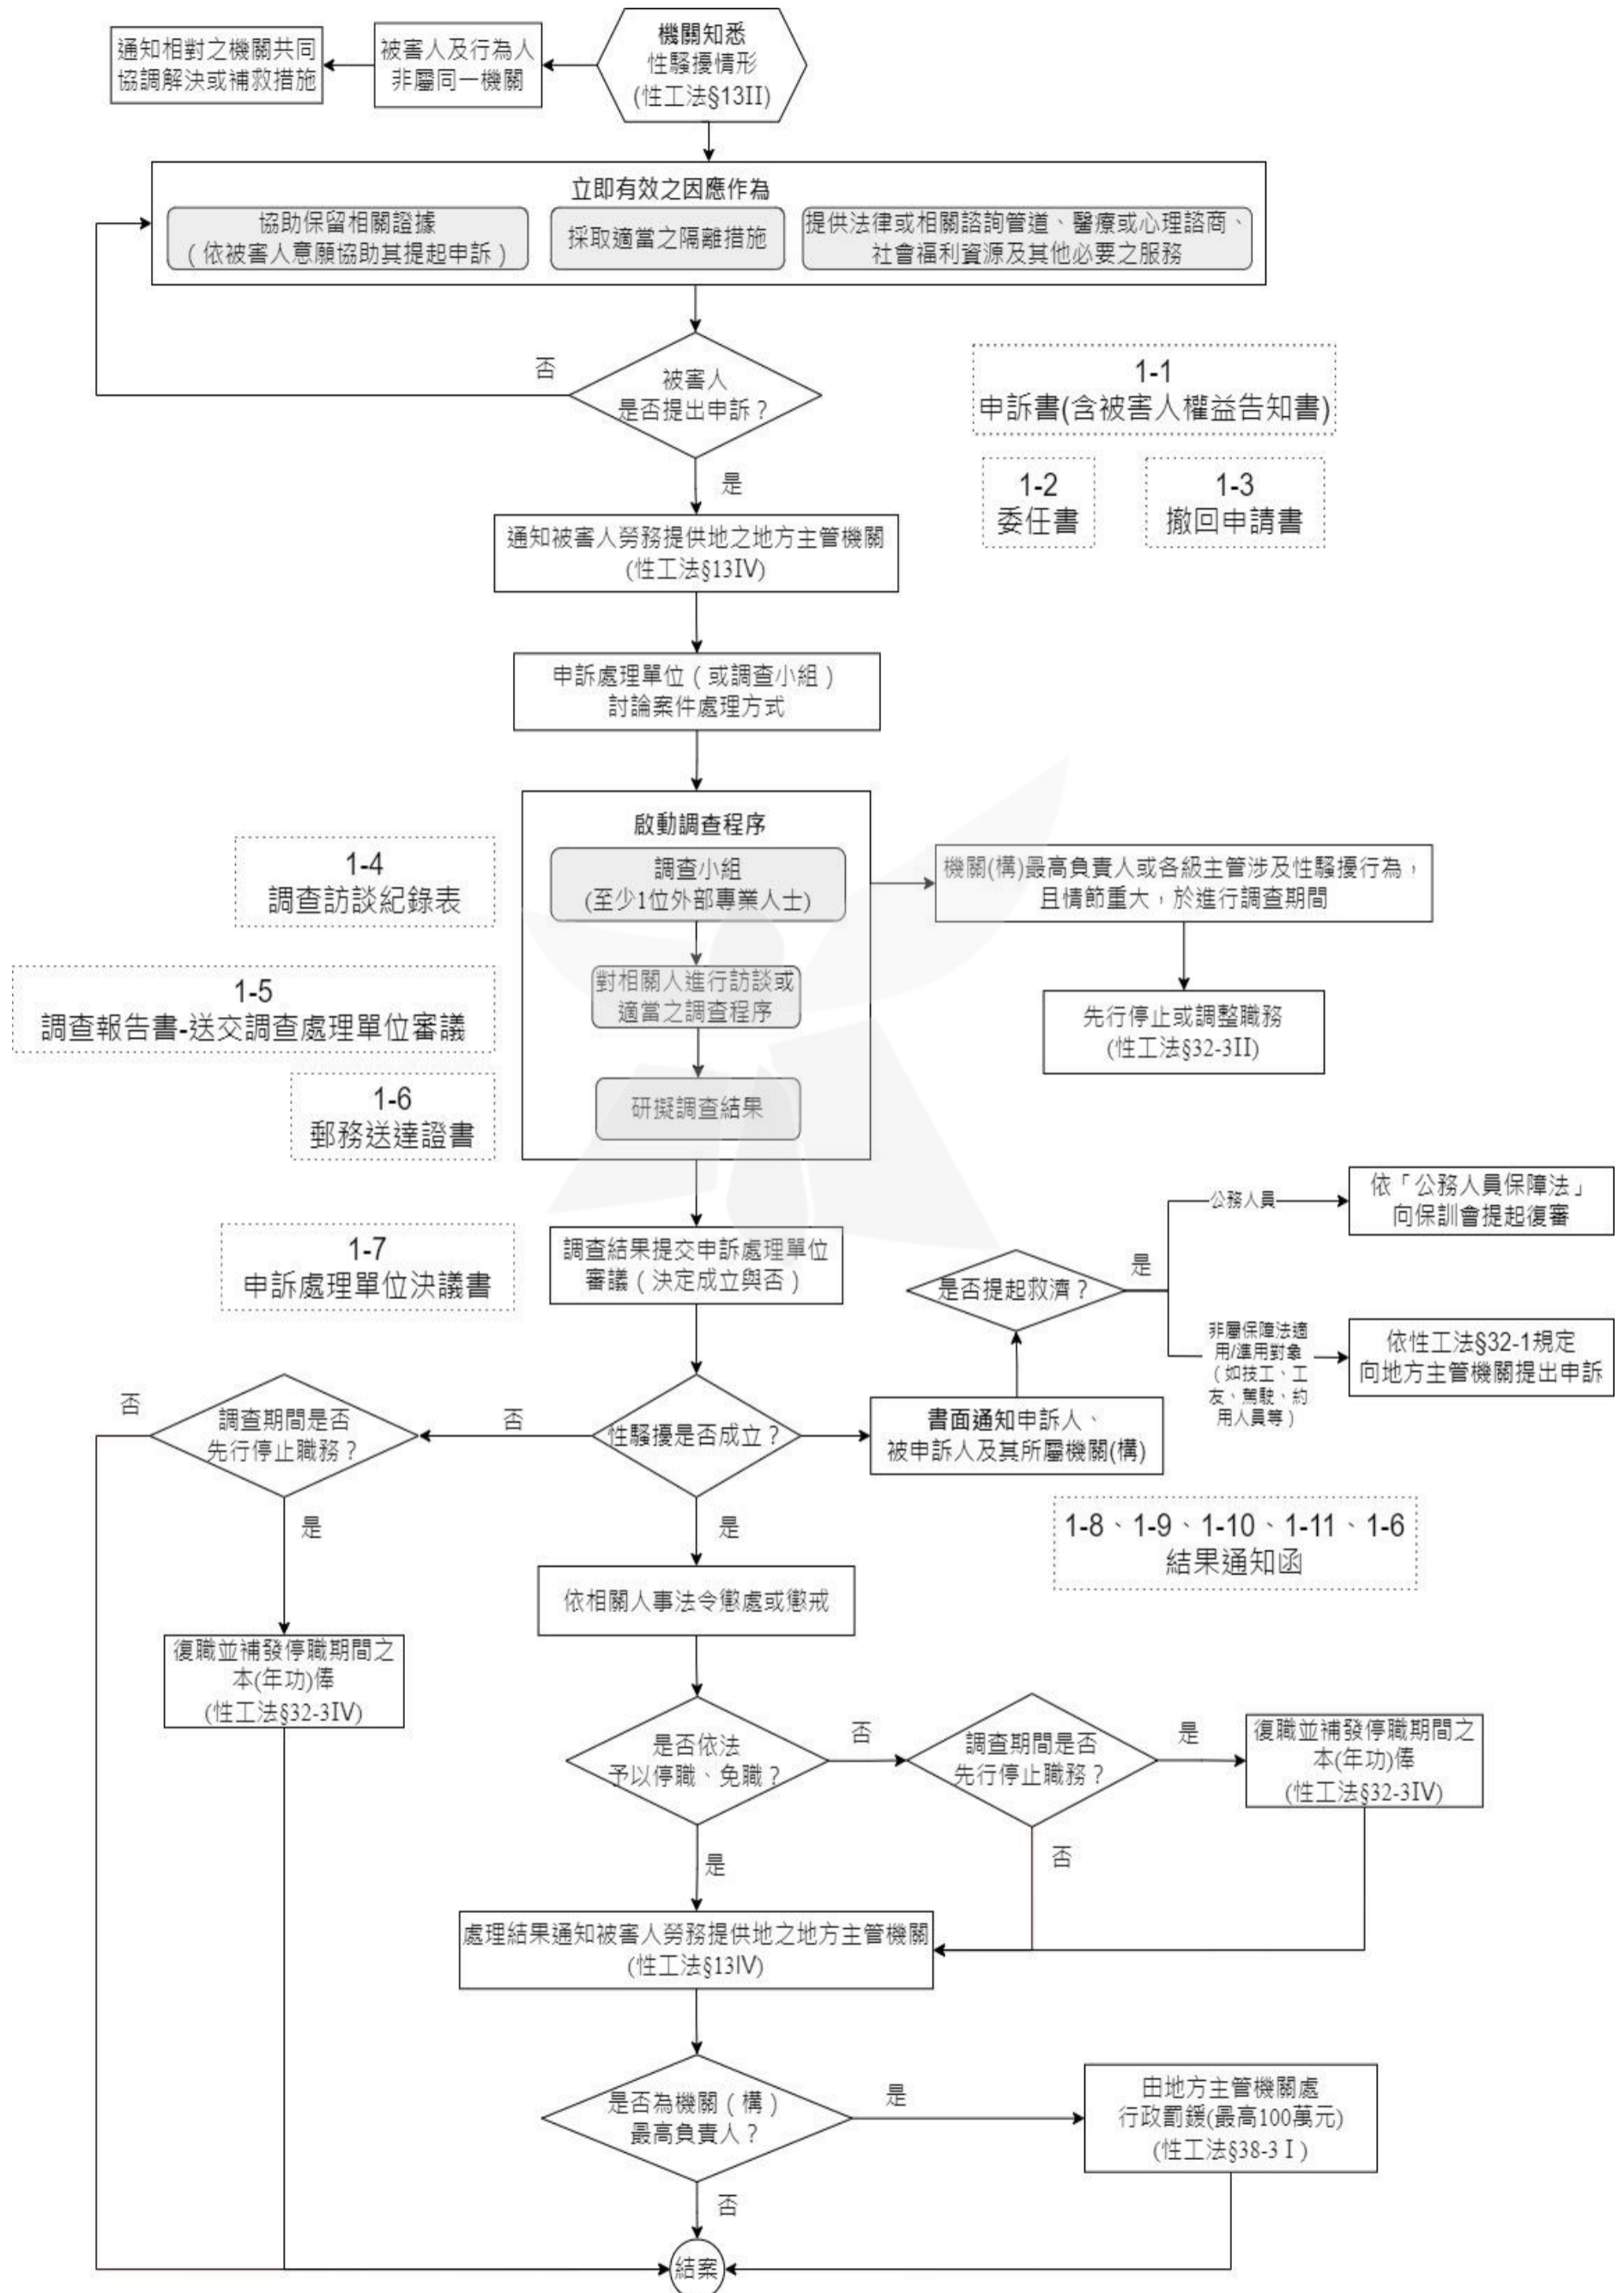 機關知悉
性騷擾情形
(性工法§13II)
被害人及行為人
非屬同一機關
通知相對之機關共同
協調解決或補救措施
立即有效之因應作為
協助保留相關證據
（依被害人意願協助其提起申訴）
採取適當之隔離措施
提供法律或相關諮詢管道、醫療或心理諮商、
社會福利資源及其他必要之服務
否
被害人
是否提出申訴？
是
1-1
申訴書(含被害人權益告知書)
1-2
委任書
1-3
撤回申請書
通知被害人勞務提供地之地方主管機關
(性工法§13IV)
申訴處理單位（或調查小組）
討論案件處理方式
啟動調查程序
調查小組
(至少1位外部專業人士)
對相關人進行訪談或
適當之調查程序
研擬調查結果
機關(構)最高負責人或各級主管涉及性騷擾行為，
且情節重大，於進行調查期間
先行停止或調整職務
(性工法§32-3II)
1-4
調查訪談紀錄表
1-5
調查報告書-送交調查處理單位審議
1-6
郵務送達證書
1-7
申訴處理單位決議書
調查結果提交申訴處理單位
審議（決定成立與否）
是否提起救濟？
是
公務人員
依「公務人員保障法」
向保訓會提起復審
非屬保障法適
用/準用對象
（如技工、工
友、駕駛、約
用人員等）
依性工法§32-1規定
向地方主管機關提出申訴
否
調查期間是否
先行停止職務？
否
性騷擾是否成立？
書面通知申訴人、
被申訴人及其所屬機關(構)
是
是
1-8、1-9、1-10、1-11、1-6
結果通知函
依相關人事法令懲處或懲戒
復職並補發停職期間之
本(年功)俸
(性工法§32-3IV)
是否依法
予以停職、免職？
否
調查期間是否
先行停止職務？
是
復職並補發停職期間之
本(年功)俸
(性工法§32-3IV)
是
否
處理結果通知被害人勞務提供地之地方主管機關
(性工法§13IV)
是否為機關（構）
最高負責人？
是
由地方主管機關處
行政罰鍰(最高100萬元)
(性工法§38-3 I )
否
結案